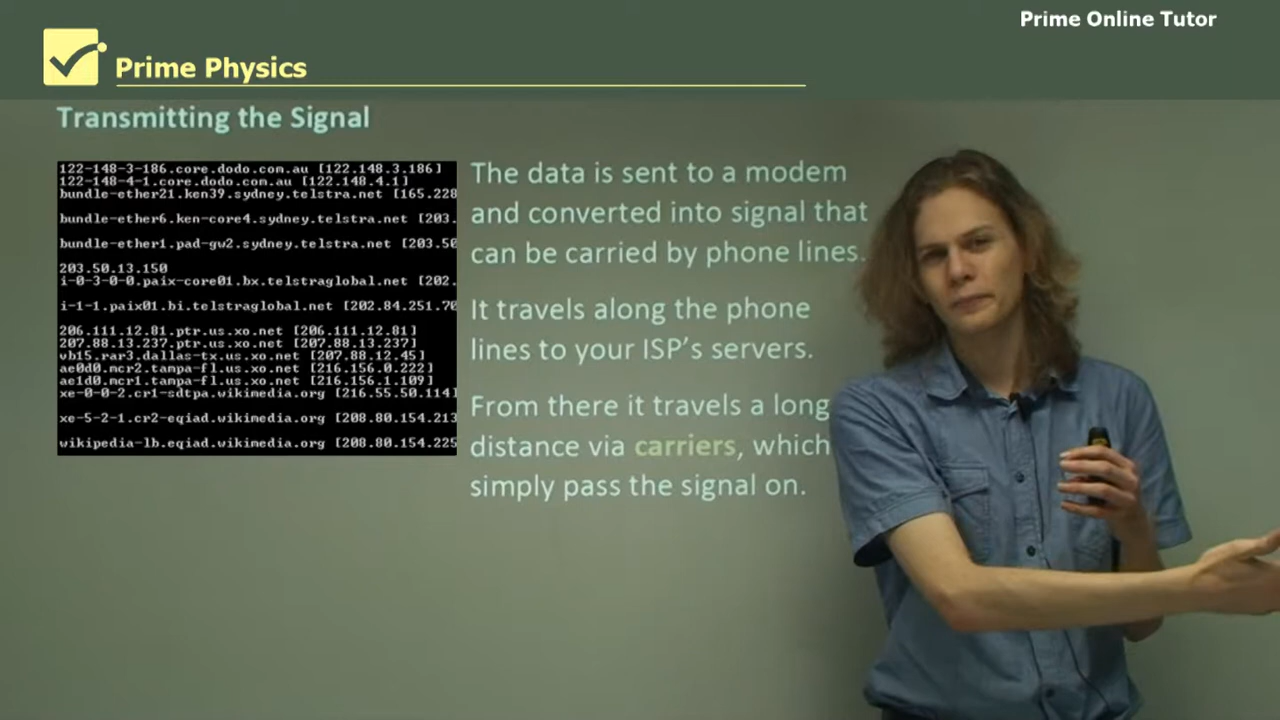 Prime Online Tutor
Prime Physics
Transmitting the Signal
122-148-3-186.core.dodo.com.au [122.148.3.186]
122-148-4-1.core.dodo.com.au [122.148.4.1]
bundle-ether21.ken39.sydney.telstra.net [165.228
bundle-ether6.ken-core4.sydney.telstra.net [203.
bundle-ether1.pad-gw2.sydney.telstra.net [203.50
203.50.13.150
i-0-3-0-0.paix-core01.bx.telstraglobal.net [202.
i-1-1.paix01.bi.telstraglobal.net [202.84.251.70
206.111.12.81.ptr.us.xo.net [206.111.12.81]
207.88.13.237.ptr.us.xo.net [207.88.13.237]
vb15.rar3.dallas-tx.us.xo.net [207.88.12.45]
ae0d0.mcr2.tampa-fl.us.xo.net [216.156.0.222]
ae1d0.mcr1.tampa-fl.us.xo.net [216.156.1.109]
xe-0-0-2.cr1-sdtpa.wikimedia.org [216.55.50.114]
xe-5-2-1.cr2-eqiad.wikimedia.org [208.80.154.213
wikipedia-lb.eqiad.wikimedia.org [208.80.154.225
The data is sent to a modem
and converted into signal that
can be carried by phone lines.
It travels along the phone
lines to your ISP's servers.
From there it travels a long
distance via carriers, which
simply pass the signal on.